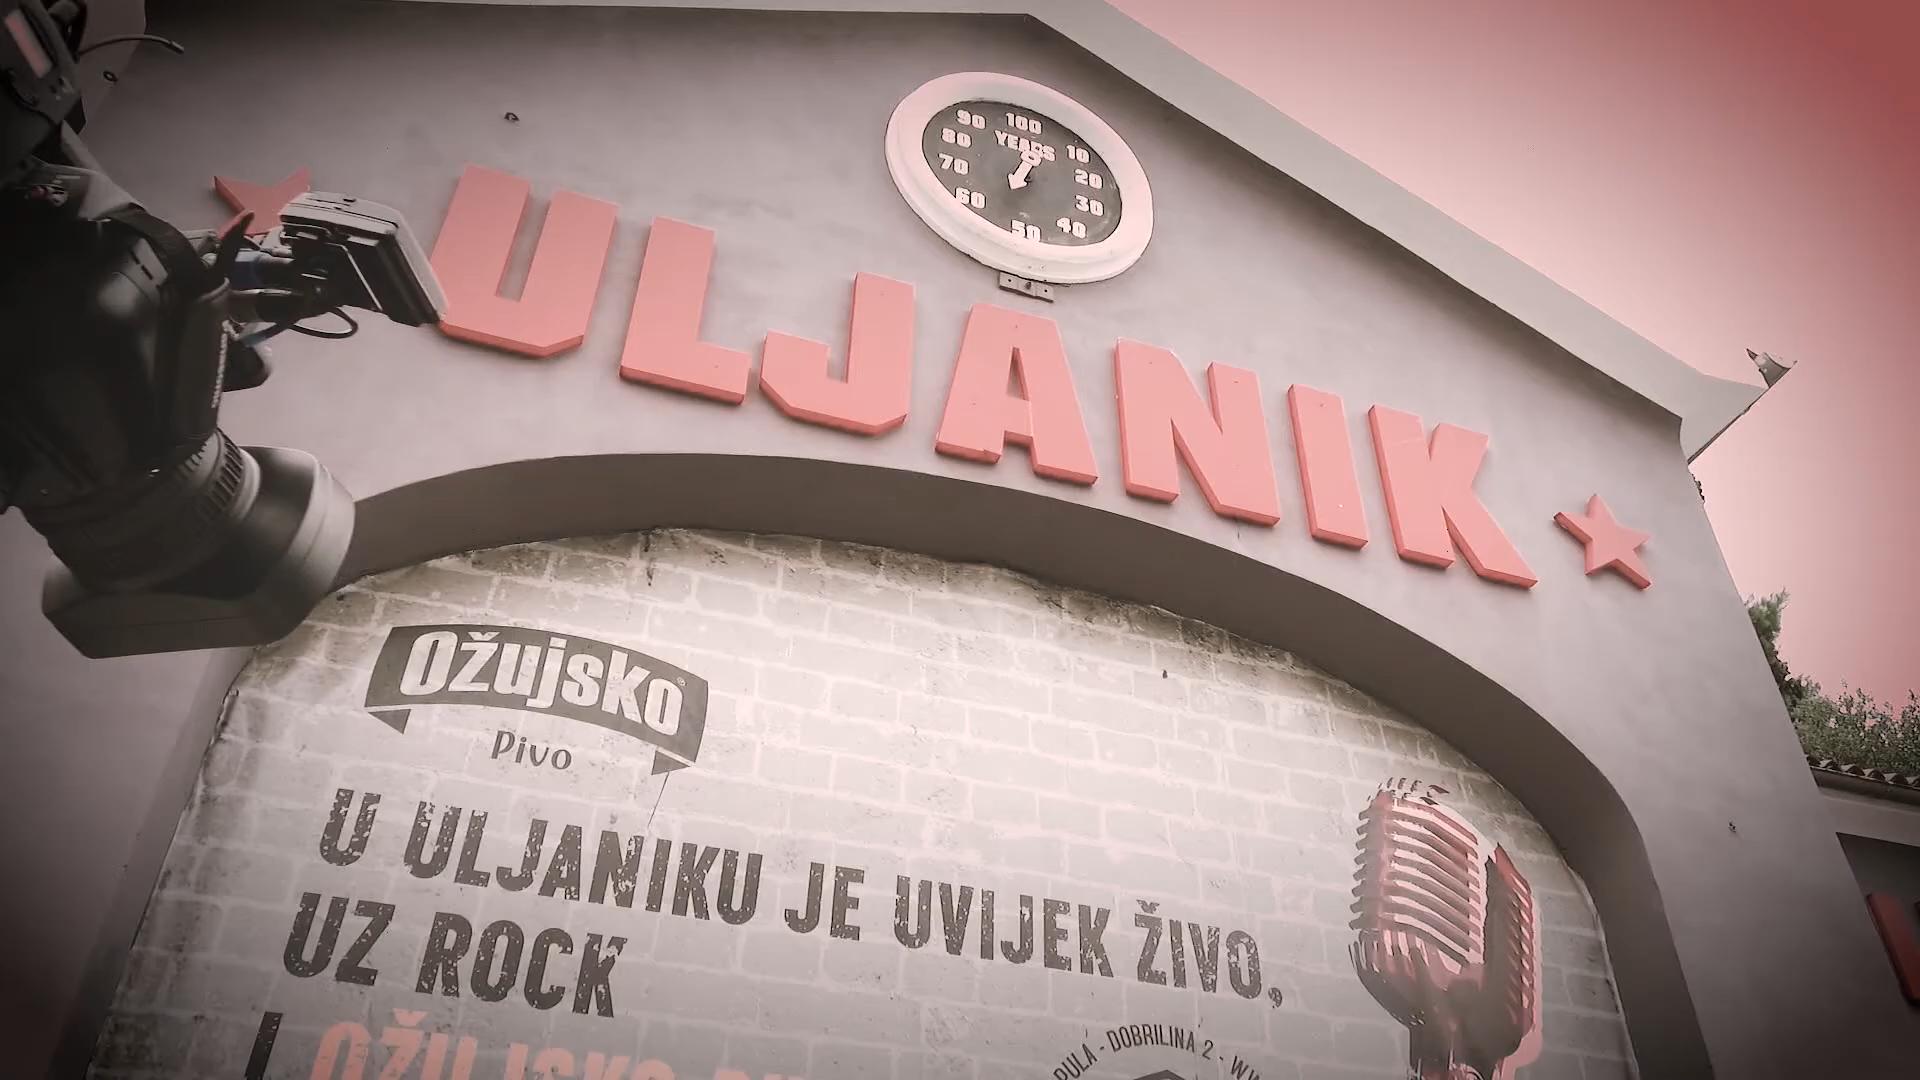 100
90
10
YEARS
80
20
70
30
60
40
50
ULJANIK
Ožujsko
Pivo
U ULJANIKU JE UVIJEK ŽIVO,
UZ ROCK
I OŽUJSKO
PULA - DOBRILINA 2 -